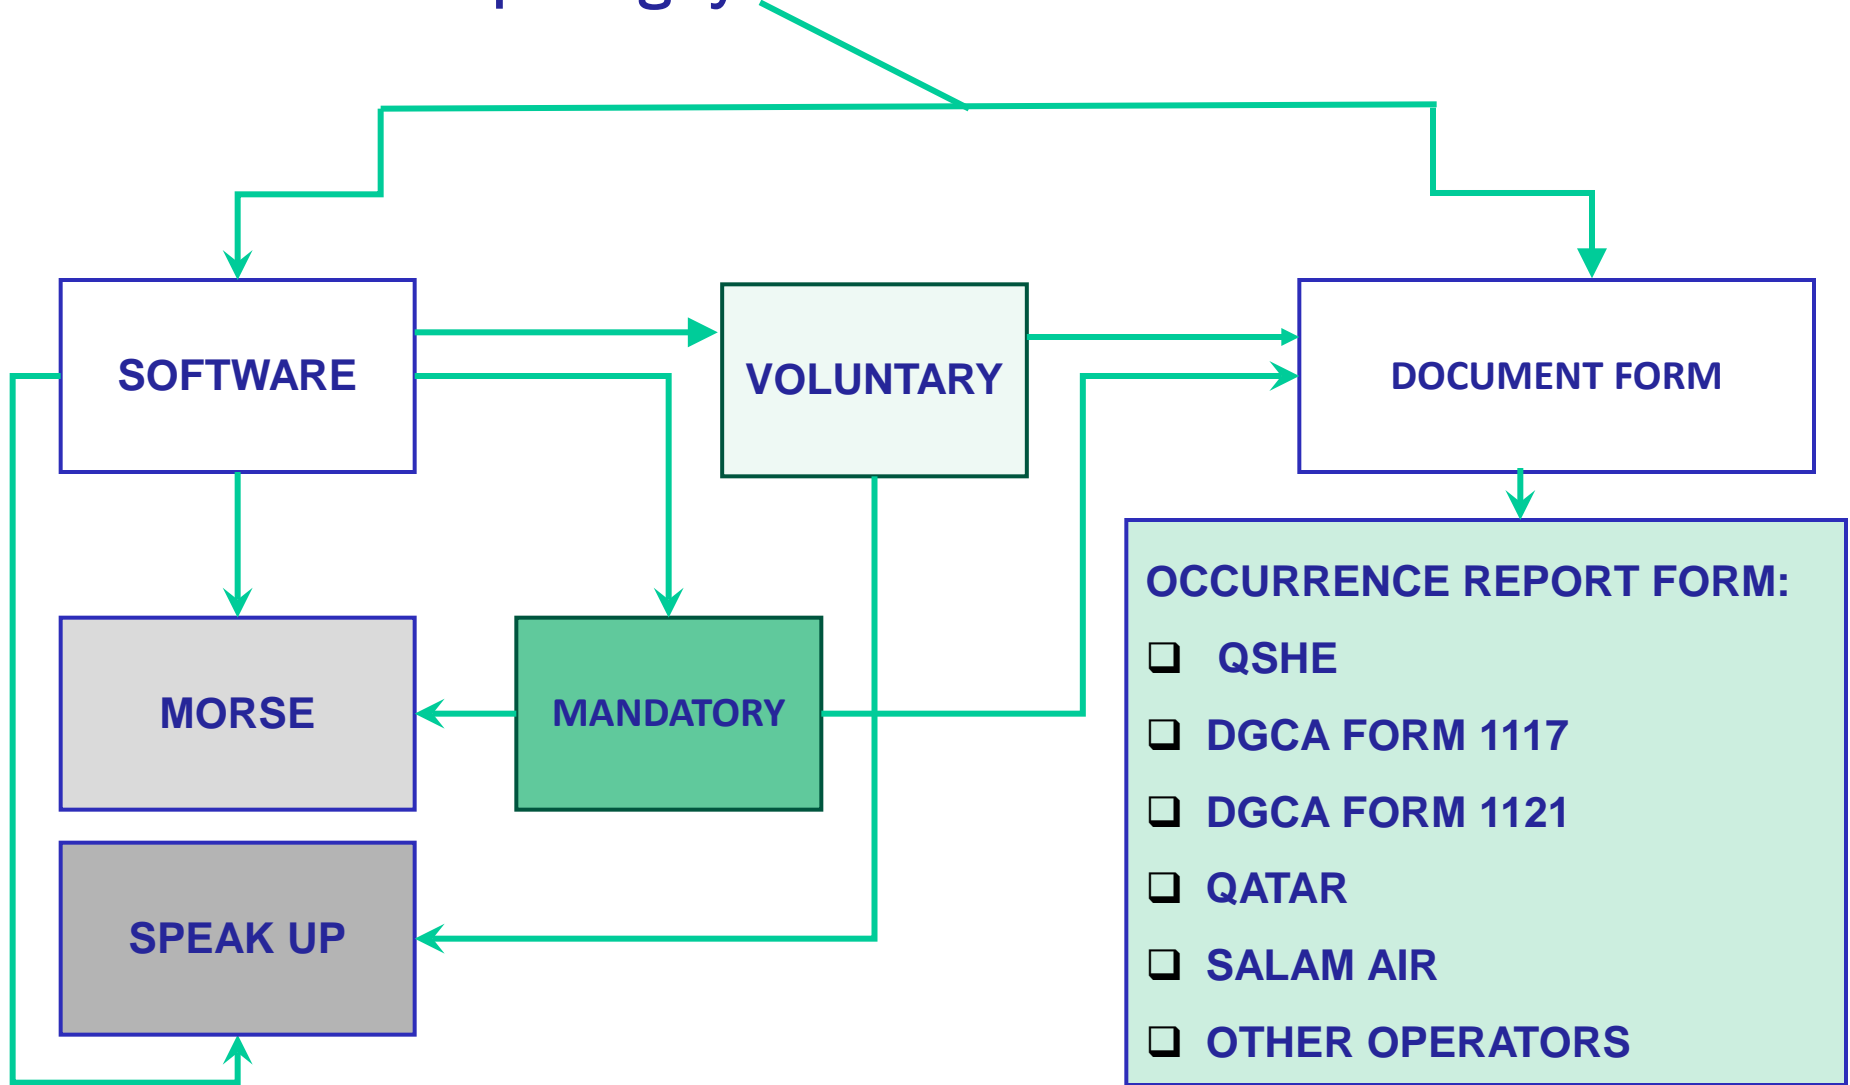 SOFTWARE
VOLUNTARY
DOCUMENT FORM
MORSE
MANDATORY
SPEAK UP
OCCURRENCE REPORT FORM:
QSHE
DGCA FORM 1117
DGCA FORM 1121
QATAR
SALAM AIR
OTHER OPERATORS